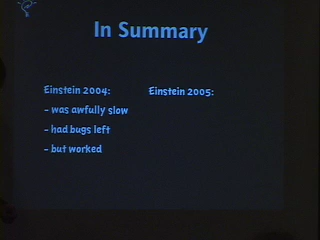 In Summary
Einstein 2004:
- was awfully slow
- had bugs left
- but worked
Einstein 2005: